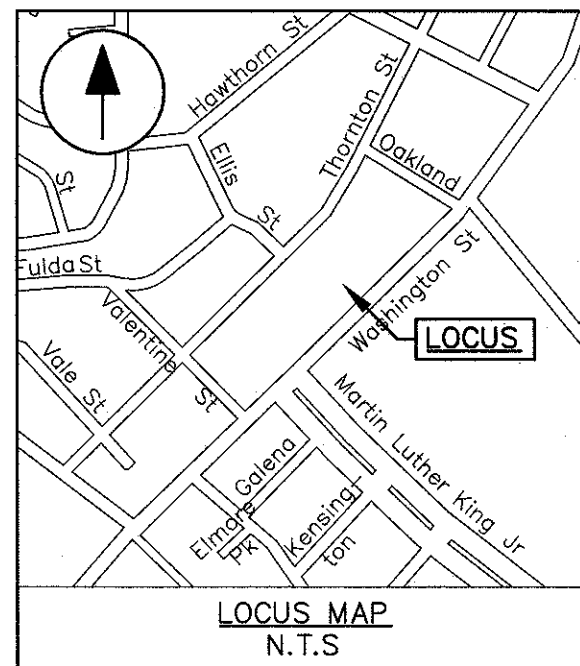 Hawthorn St
Thornton St
Ellis St
Oakland
St
Fulda St
Washington St
Valentine St
LOCUS
Vale St
Martin Luther King Jr
Galena
Elmore Pk
Kensing-
ton
LOCUS MAP
N.T.S